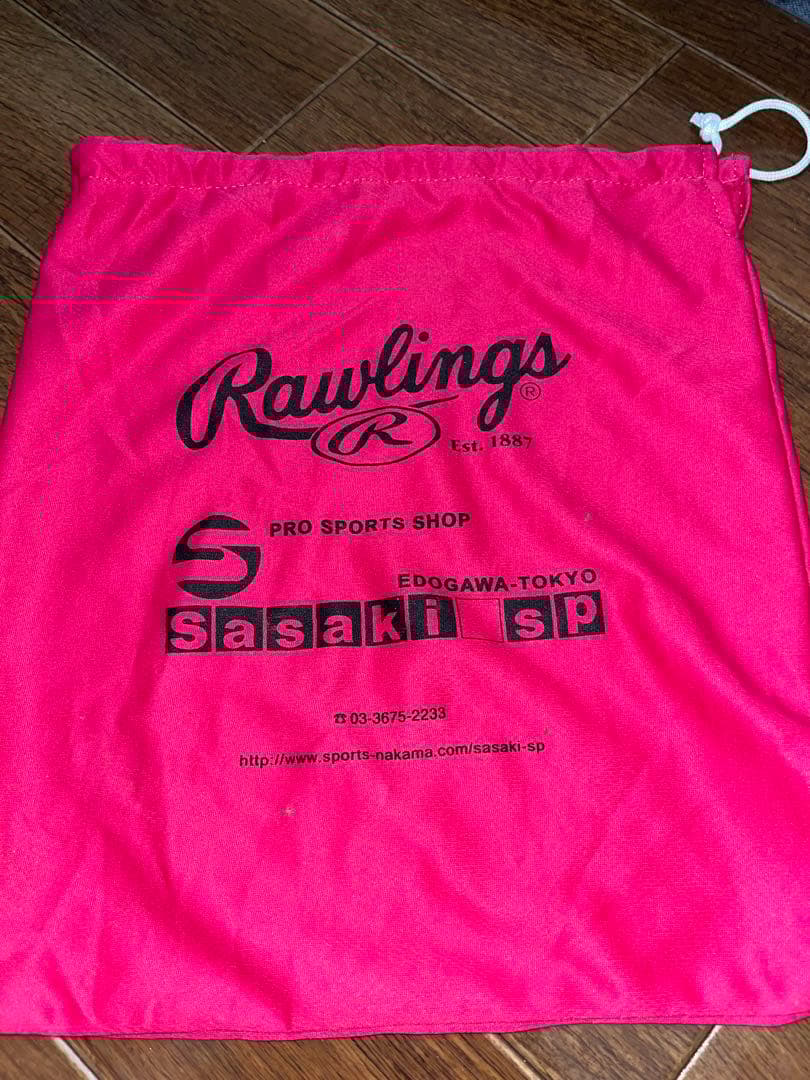 Rawlings®
R Est. 1887
S PRO SPORTS SHOP
EDOGAWA-TOKYO
Sasaki sp
☎03-3675-2233
http://www.sports-nakama.com/sasaki-sp